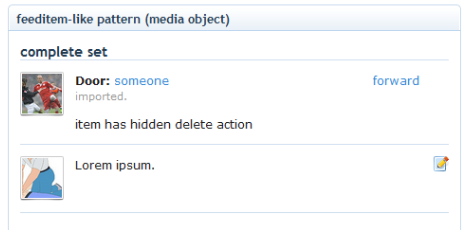 feeditem-like pattern (media object)
complete set
Door: someone forward
imported.
item has hidden delete action
Lorem ipsum.